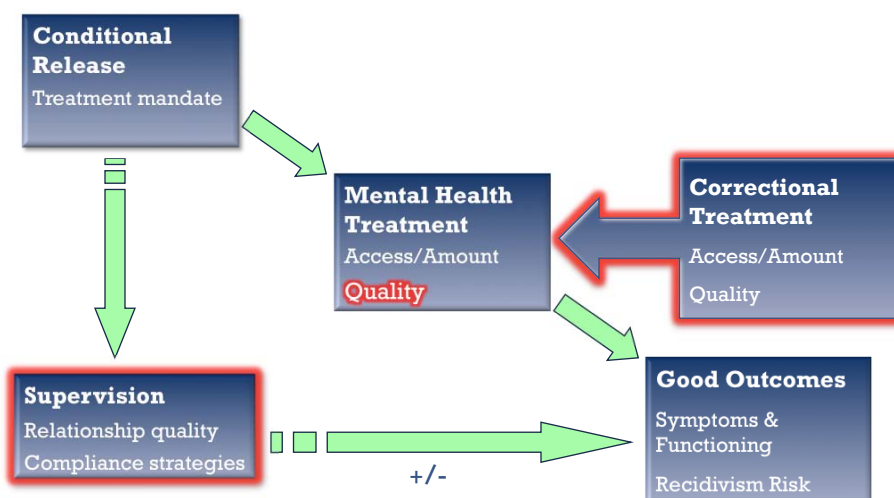 Conditional
Release
Treatment mandate
Mental Health
Treatment
Access/Amount
Quality
Correctional
Treatment
Access/Amount
Quality
Supervision
Relationship quality
Compliance strategies
+/-
Good Outcomes
Symptoms &
Functioning
Recidivism Risk